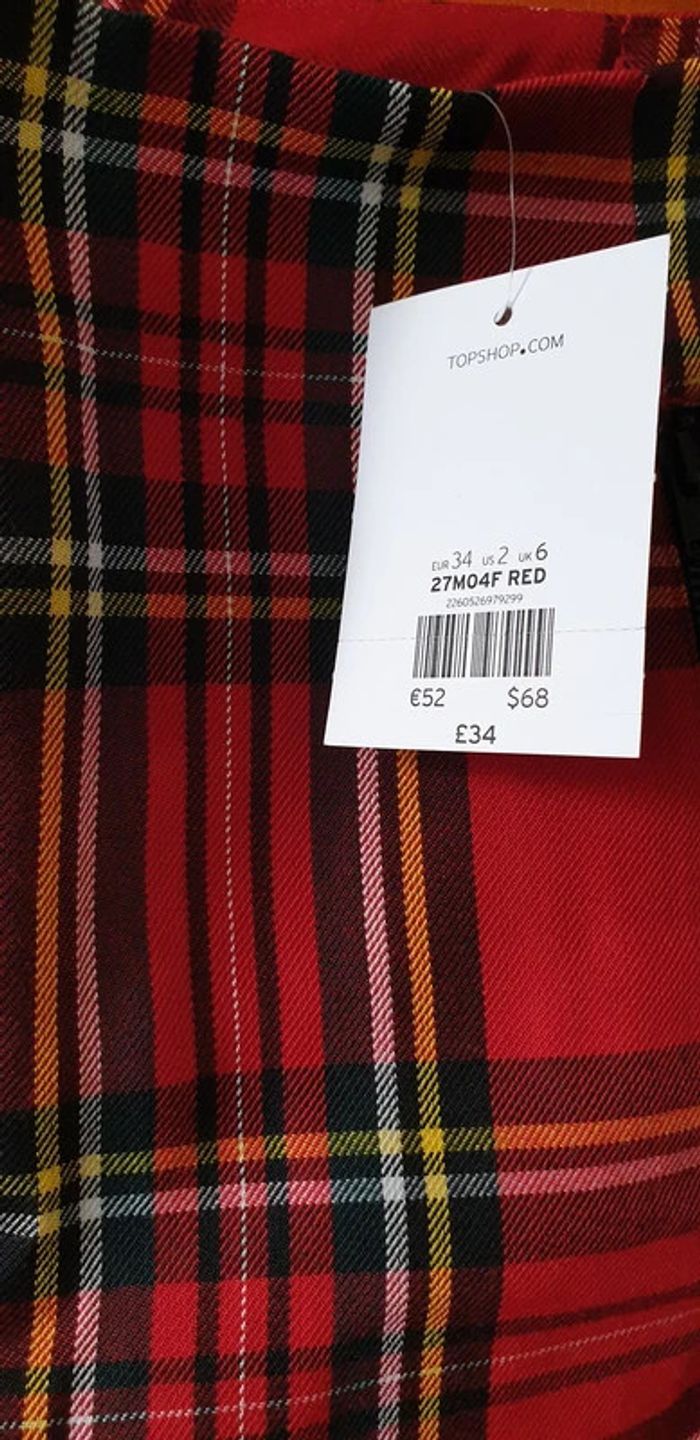 TOPSHOP.COM
EUR 34 US 2 UK 6
27M04F RED
2260526979299
€52 $68
£34